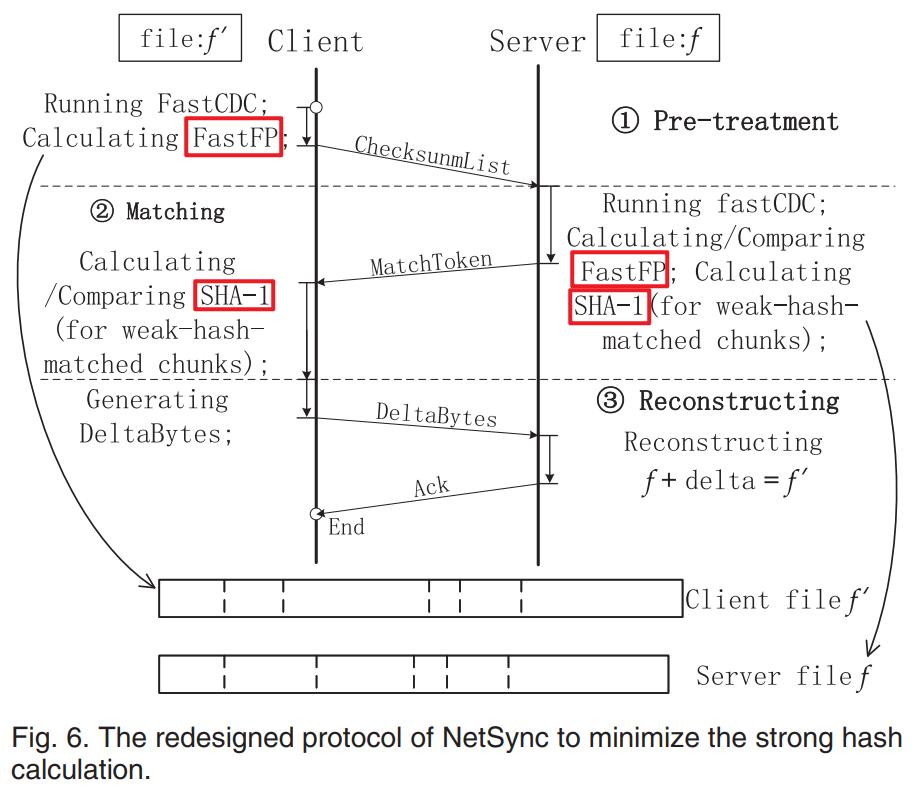 file:f′
Client
Server
file:f
Running FastCDC;
Calculating FastFP;
① Pre-treatment
ChecksunmList
② Matching
Running fastCDC;
Calculating/Comparing
FastFP; Calculating
SHA-1(for weak-hash-
matched chunks);
MatchToken
Calculating
/Comparing SHA-1
(for weak-hash-
matched chunks);
Generating
DeltaBytes;
③ Reconstructing
DeltaBytes
Reconstructing
f+delta=f′
Ack
End
Client file f′
Server file f
Fig. 6. The redesigned protocol of NetSync to minimize the strong hash
calculation.